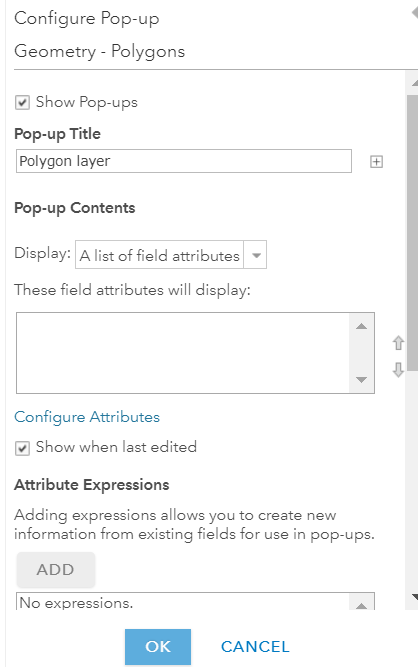 Configure Pop-up
Geometry - Polygons
Show Pop-ups
Pop-up Title
Polygon layer
Pop-up Contents
Display: A list of field attributes
These field attributes will display:
Configure Attributes
Show when last edited
Attribute Expressions
Adding expressions allows you to create new
information from existing fields for use in pop-ups.
ADD
No expressions.
OK CANCEL